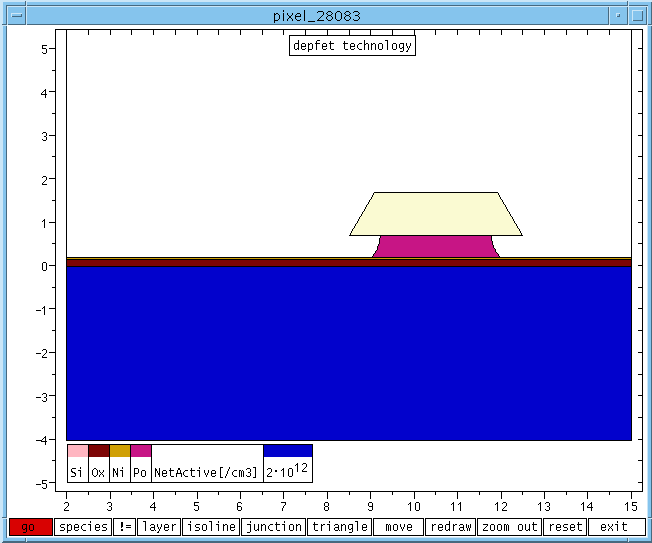 pixel_28083
depfet technology
5
4
3
2
1
0
-1
-2
-3
-4
-5
Si Ox Ni Po NetActive[/cm3] 2·10^12
2 3 4 5 6 7 8 9 10 11 12 13 14 15
go species != layer isoline junction triangle move redraw zoom out reset exit